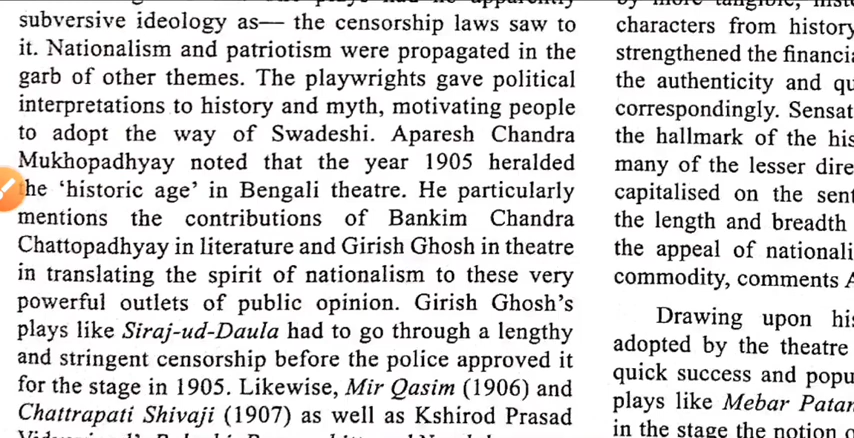 subversive ideology as— the censorship laws saw to
it. Nationalism and patriotism were propagated in the
garb of other themes. The playwrights gave political
interpretations to history and myth, motivating people
to adopt the way of Swadeshi. Aparesh Chandra
Mukhopadhyay noted that the year 1905 heralded
the ‘historic age’ in Bengali theatre. He particularly
mentions the contributions of Bankim Chandra
Chattopadhyay in literature and Girish Ghosh in theatre
in translating the spirit of nationalism to these very
powerful outlets of public opinion. Girish Ghosh’s
plays like Siraj-ud-Daula had to go through a lengthy
and stringent censorship before the police approved it
for the stage in 1905. Likewise, Mir Qasim (1906) and
Chattrapati Shivaji (1907) as well as Kshirod Prasad
characters from history
strengthened the financi
the authenticity and qu
correspondingly. Sensat
the hallmark of the his
many of the lesser dire
capitalised on the sent
the length and breadth
the appeal of nationali
commodity, comments A
Drawing upon his
adopted by the theatre
quick success and popu
plays like Mebar Patan
in the stage the notion o